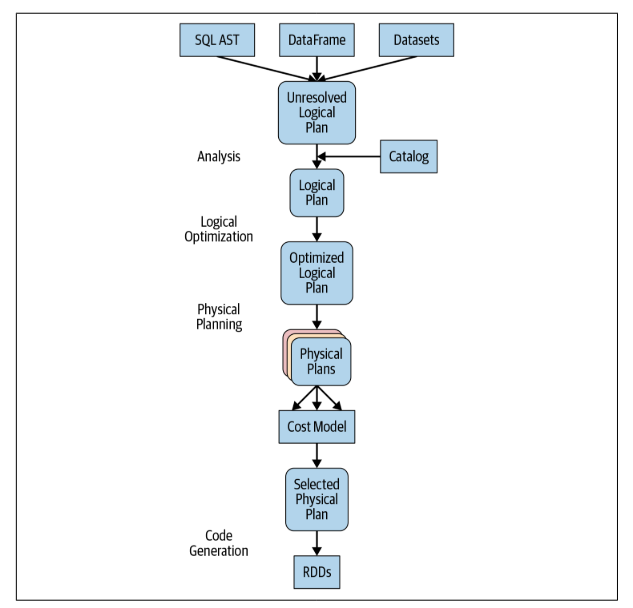 SQL AST
DataFrame
Datasets
Unresolved
Logical
Plan
Analysis
Catalog
Logical
Plan
Logical
Optimization
Optimized
Logical
Plan
Physical
Planning
Physical
Plans
Cost Model
Selected
Physical
Plan
Code
Generation
RDDs